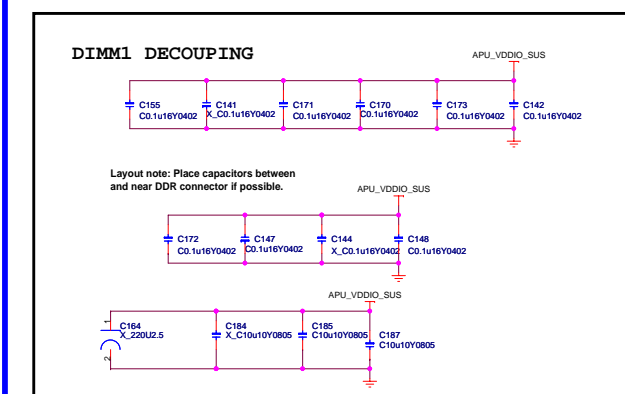 DIMM1 DECOUPING
APU_VDDIO_SUS
C155 C141 C171 C170 C173 C142
C0.1u16Y0402 X_C0.1u16Y0402 C0.1u16Y0402 C0.1u16Y0402 C0.1u16Y0402 C0.1u16Y0402
Layout note: Place capacitors between
and near DDR connector if possible.
APU_VDDIO_SUS
C172 C147 C144 C148
C0.1u16Y0402 C0.1u16Y0402 X_C0.1u16Y0402 C0.1u16Y0402
APU_VDDIO_SUS
1
C164 C184 C185 C187
X_220U2.5 X_C10u10Y0805 C10u10Y0805 C10u10Y0805
2